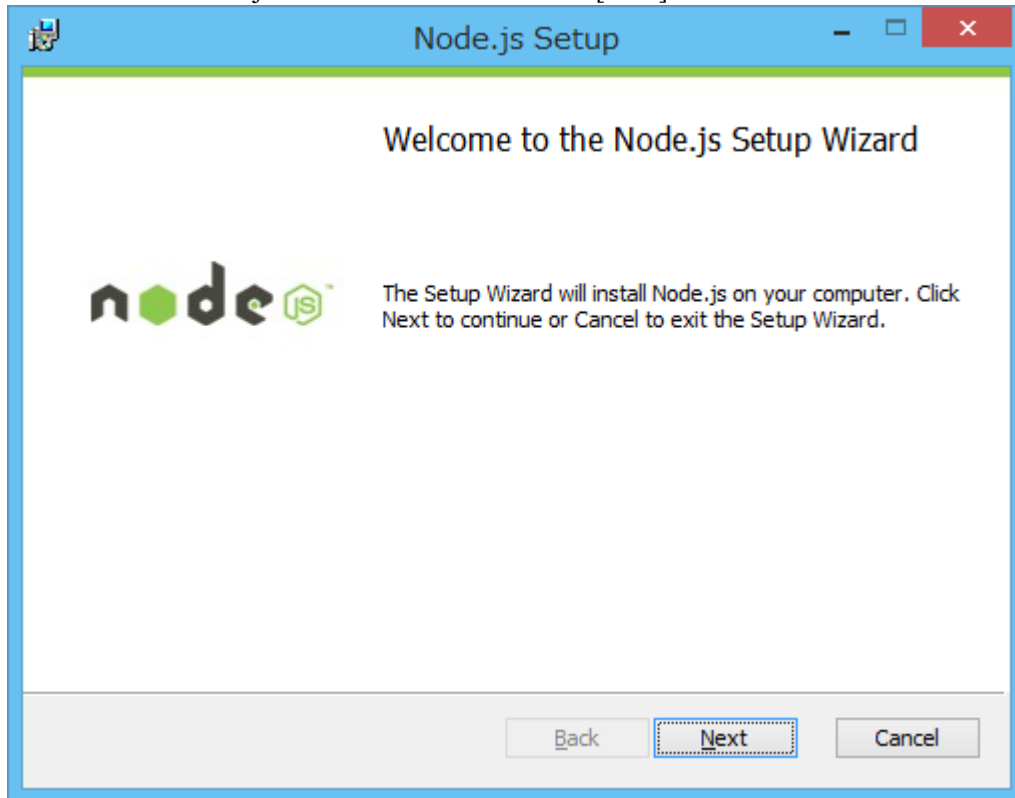 Node.js Setup
Welcome to the Node.js Setup Wizard
node JS
The Setup Wizard will install Node.js on your computer. Click
Next to continue or Cancel to exit the Setup Wizard.
Back Next Cancel